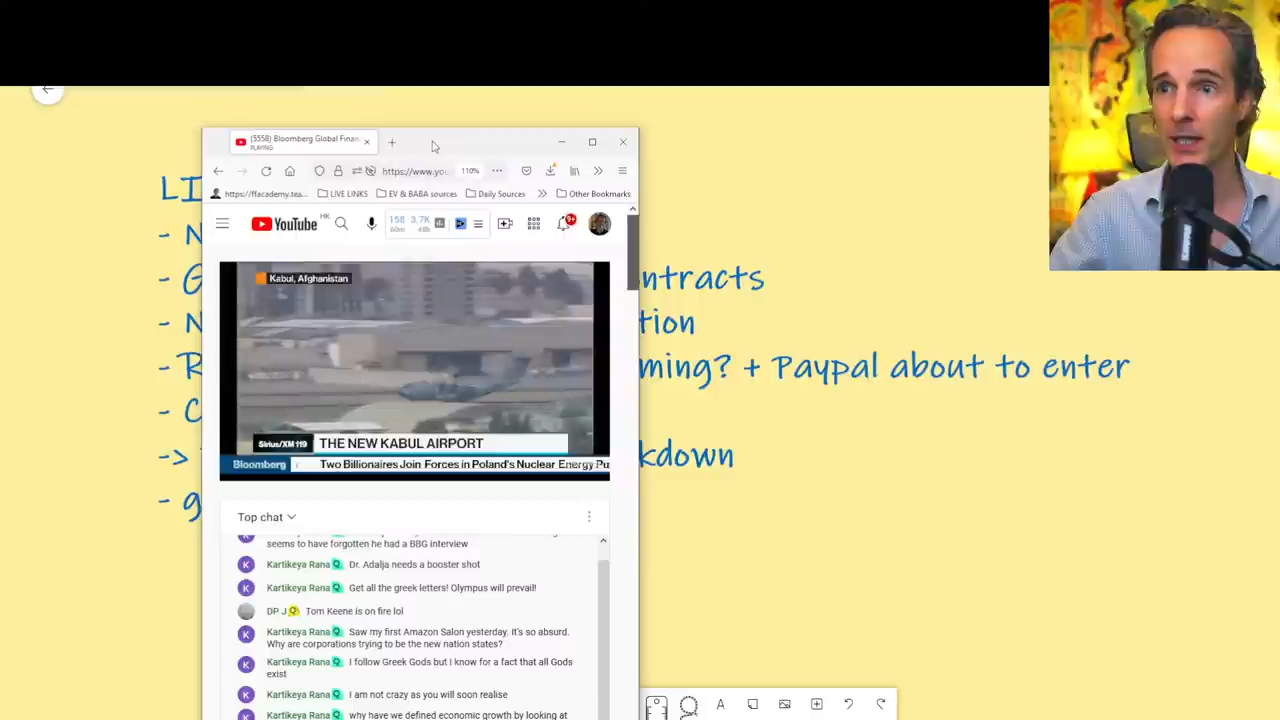 LI
- N
- G
ntracts
- N
tion
- R
ming? + Paypal about to enter
- C
->
kdown
- g
(5558) Bloomberg Global Finan
PLAYING
https://www.you
110%
https://ffacademy.tea...
LIVE LINKS
EV & BABA sources
Daily Sources
Other Bookmarks
YouTube HK
158 3,7K
60m 48h
9+
Kabul, Afghanistan
Sirius/XM 119
THE NEW KABUL AIRPORT
Bloomberg
Two Billionaires Join Forces in Poland's Nuclear Energy Pu
Top chat
seems to have forgotten he had a BBG interview
Kartikeya Rana Dr. Adalja needs a booster shot
Kartikeya Rana Get all the greek letters! Olympus will prevail!
DP J Tom Keene is on fire lol
Kartikeya Rana Saw my first Amazon Salon yesterday. It's so absurd.
Why are corporations trying to be the new nation states?
Kartikeya Rana I follow Greek Gods but I know for a fact that all Gods
exist
Kartikeya Rana I am not crazy as you will soon realise
Kartikeya Rana why have we defined economic growth by looking at